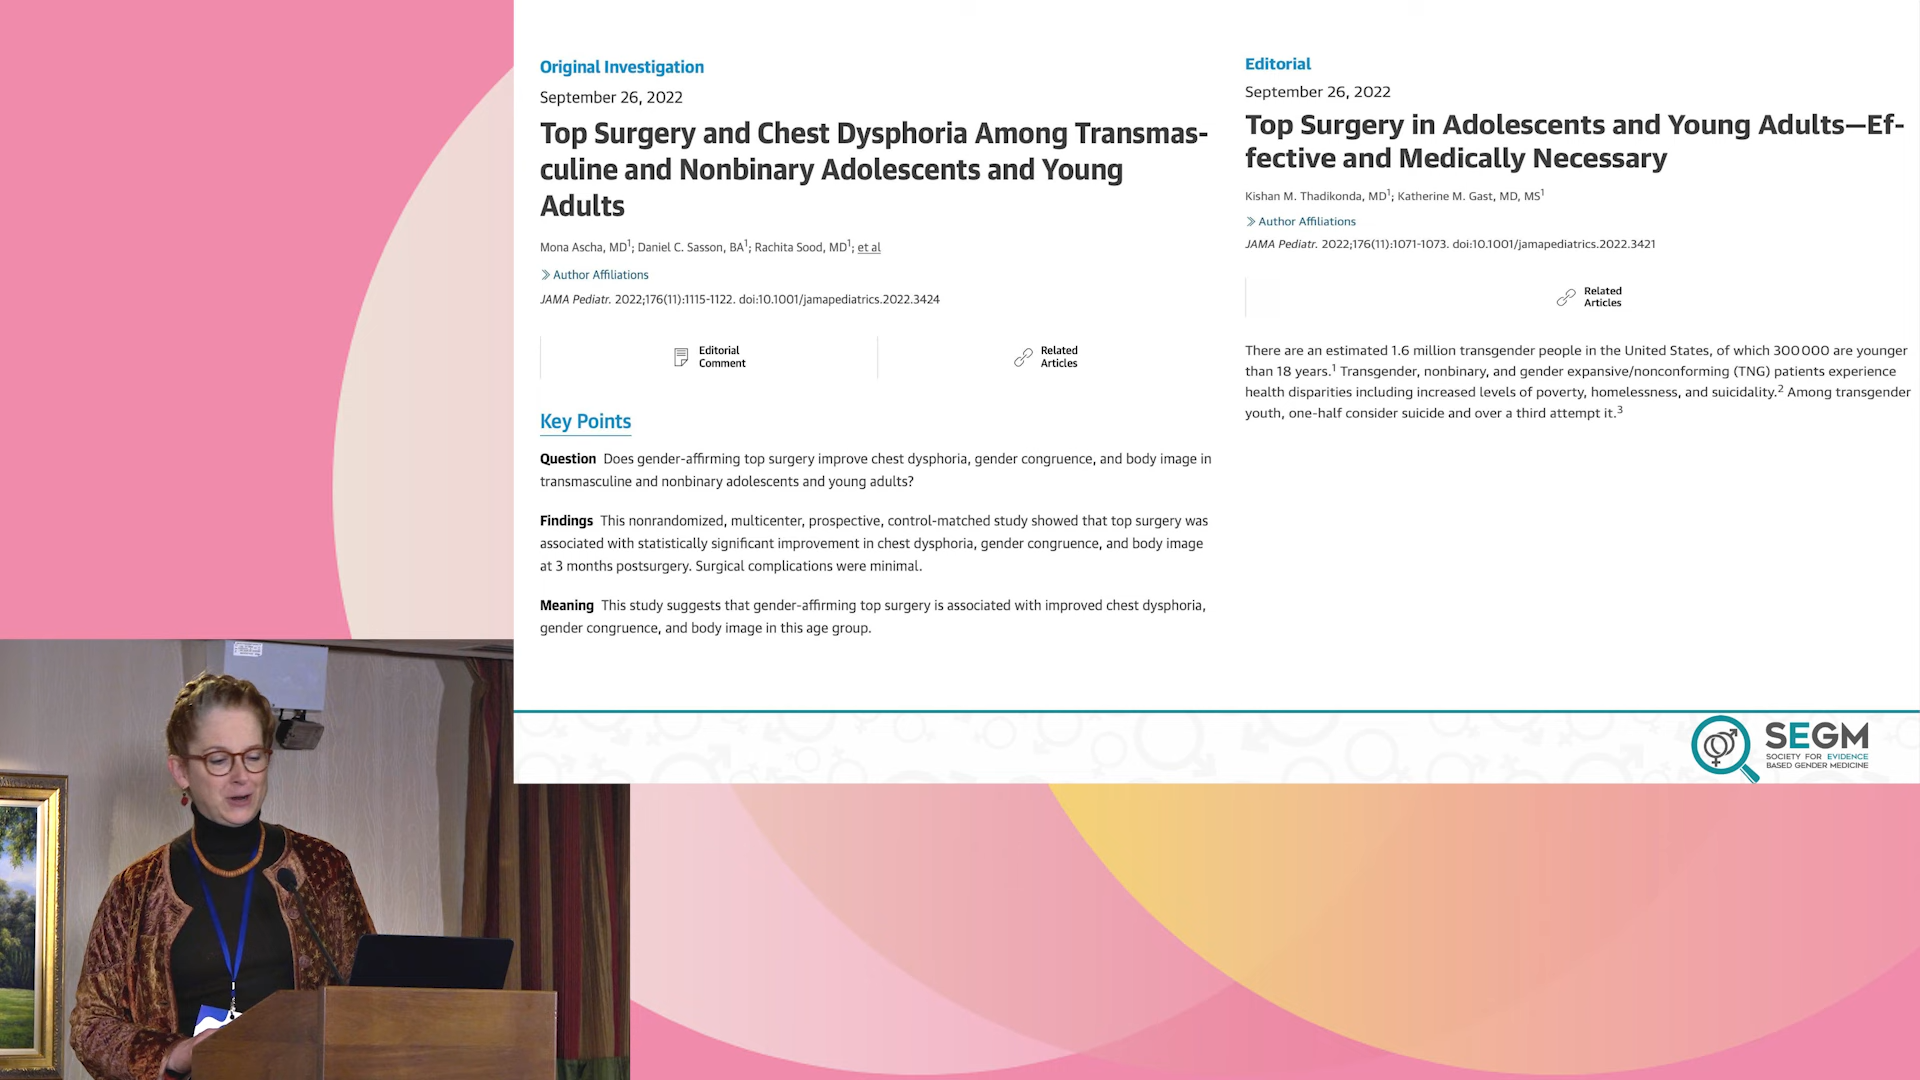 Original Investigation
September 26, 2022
Top Surgery and Chest Dysphoria Among Transmas-
culine and Nonbinary Adolescents and Young
Adults
Mona Ascha, MD1; Daniel C. Sasson, BA1; Rachita Sood, MD1; et al
» Author Affiliations
JAMA Pediatr. 2022;176(11):1115-1122. doi:10.1001/jamapediatrics.2022.3424
Editorial
Comment
Related
Articles
Key Points
Question Does gender-affirming top surgery improve chest dysphoria, gender congruence, and body image in
transmasculine and nonbinary adolescents and young adults?
Findings This nonrandomized, multicenter, prospective, control-matched study showed that top surgery was
associated with statistically significant improvement in chest dysphoria, gender congruence, and body image
at 3 months postsurgery. Surgical complications were minimal.
Meaning This study suggests that gender-affirming top surgery is associated with improved chest dysphoria,
gender congruence, and body image in this age group.
Editorial
September 26, 2022
Top Surgery in Adolescents and Young Adults—Ef-
fective and Medically Necessary
Kishan M. Thadikonda, MD1; Katherine M. Gast, MD, MS1
» Author Affiliations
JAMA Pediatr. 2022;176(11):1071-1073. doi:10.1001/jamapediatrics.2022.3421
Related
Articles
There are an estimated 1.6 million transgender people in the United States, of which 300 000 are younger
than 18 years.1 Transgender, nonbinary, and gender expansive/nonconforming (TNG) patients experience
health disparities including increased levels of poverty, homelessness, and suicidality.2 Among transgender
youth, one-half consider suicide and over a third attempt it.3
SEGM
SOCIETY FOR EVIDENCE
BASED GENDER MEDICINE